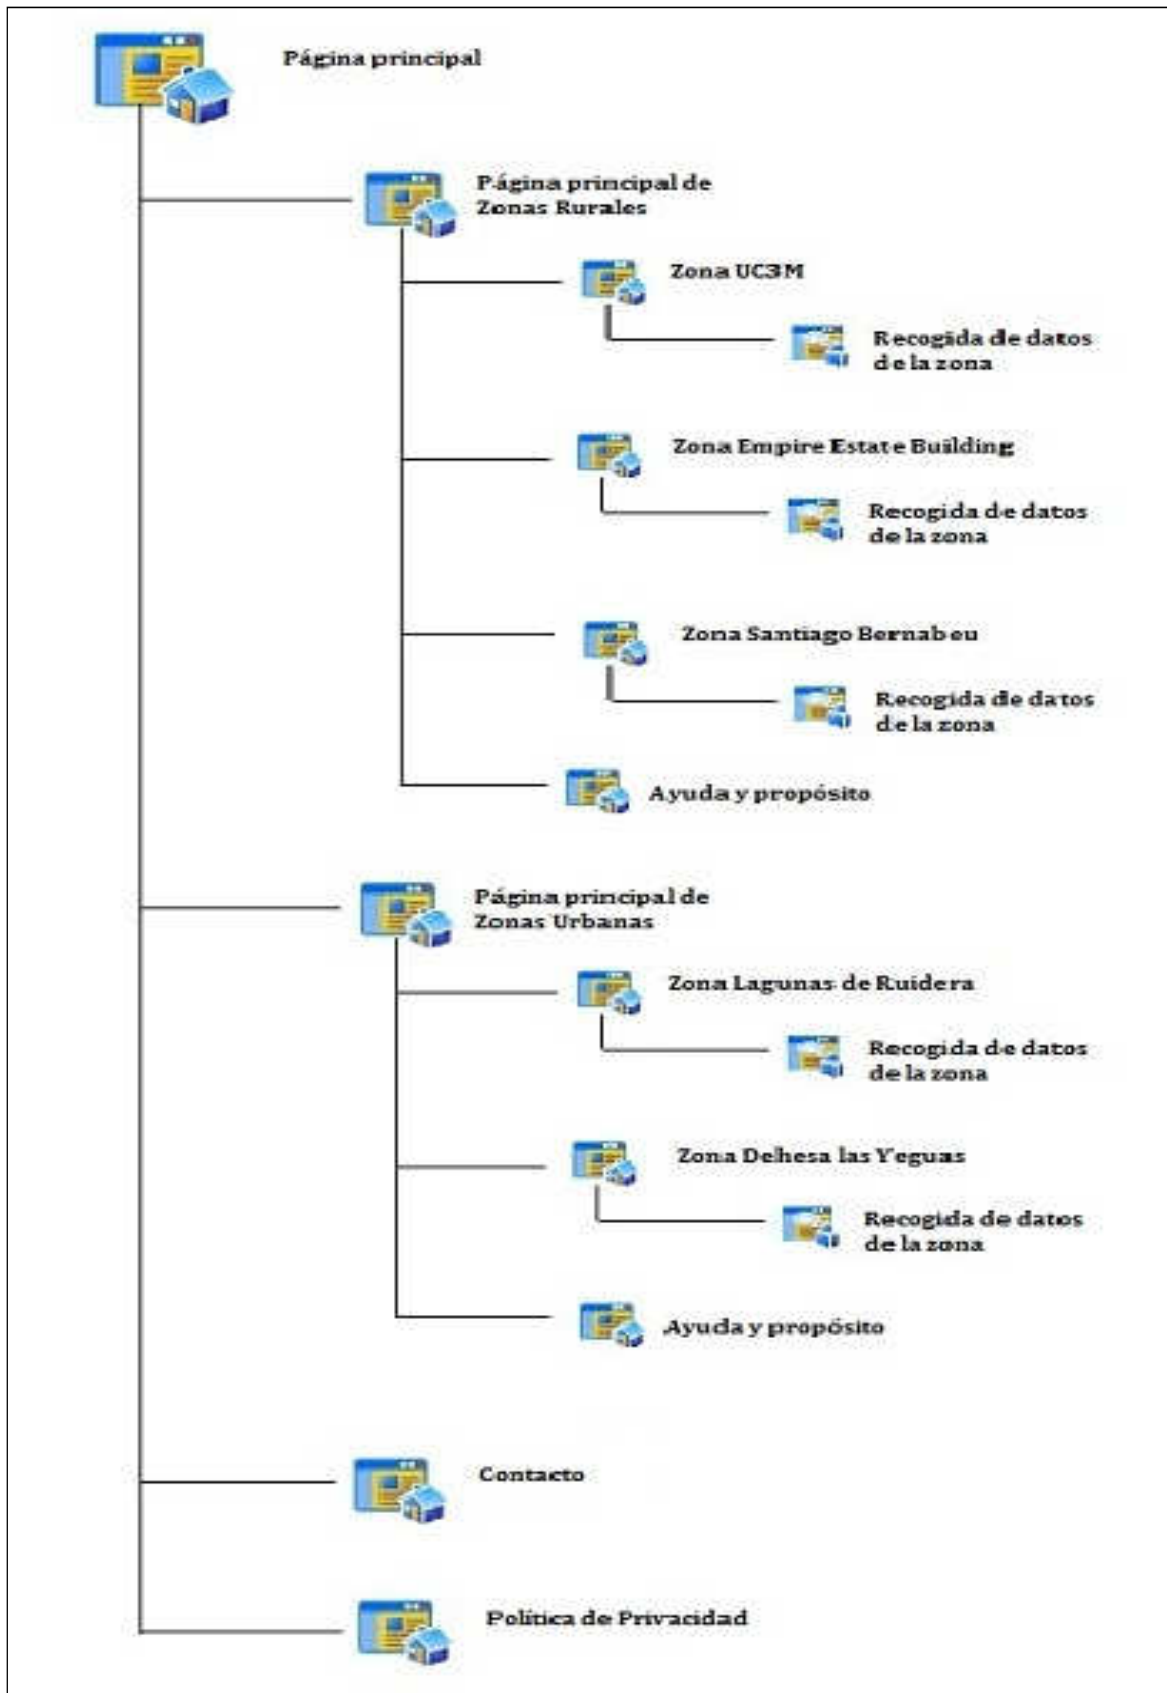 Página principal
Página principal de
Zonas Rurales
Zona UC3M
Recogida de datos
de la zona
Zona Empire Estate Building
Recogida de datos
de la zona
Zona Santiago Bernabeu
Recogida de datos
de la zona
Ayuda y propósito
Página principal de
Zonas Urbanas
Zona Lagunas de Ruidera
Recogida de datos
de la zona
Zona Dehesa las Yeguas
Recogida de datos
de la zona
Ayuda y propósito
Contacto
Política de Privacidad